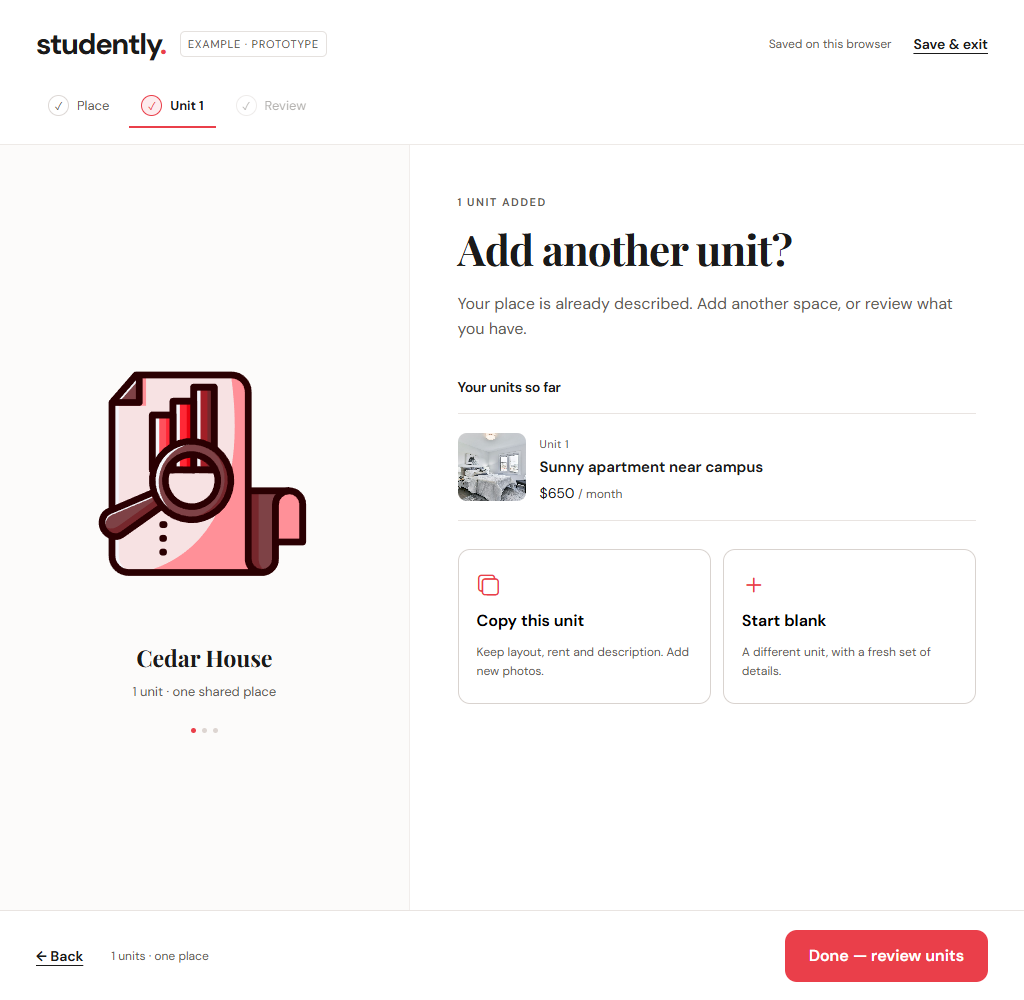 studently.
EXAMPLE · PROTOTYPE
Saved on this browser
Save & exit
✓ Place
✓ Unit 1
✓ Review
1 UNIT ADDED
Add another unit?
Your place is already described. Add another space, or review what
you have.
Your units so far
Unit 1
Sunny apartment near campus
$650 / month
Copy this unit
Keep layout, rent and description. Add
new photos.
Start blank
A different unit, with a fresh set of
details.
Cedar House
1 unit · one shared place
← Back
1 units · one place
Done — review units